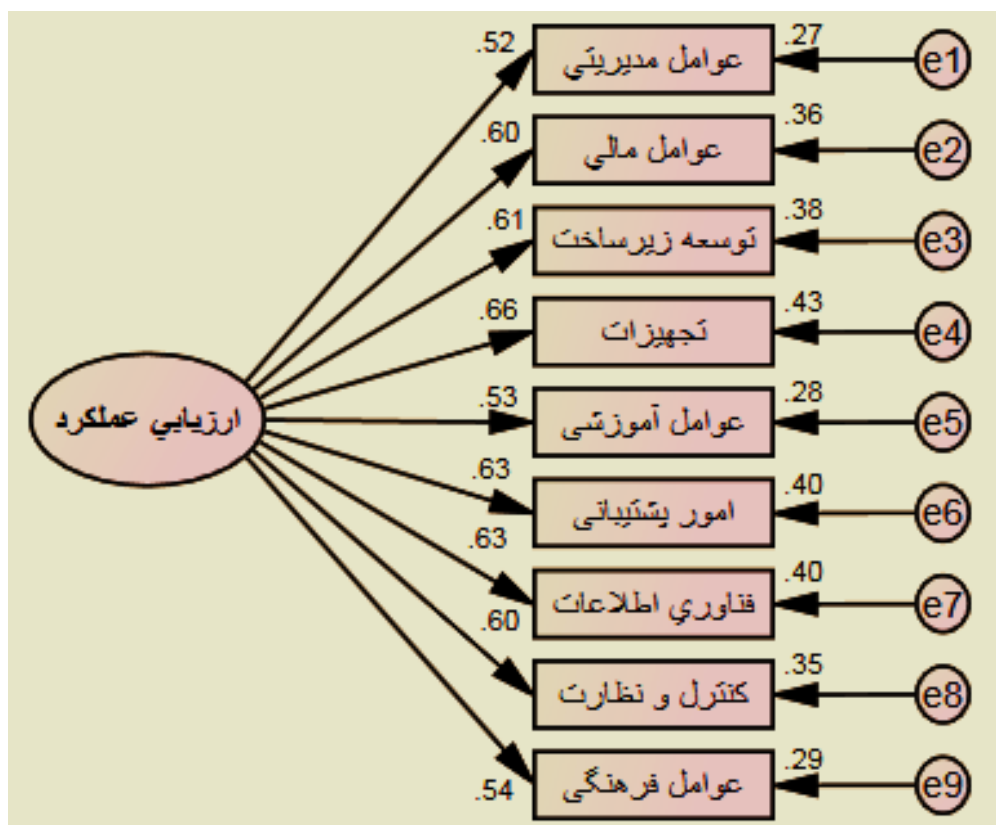 .52
عوامل مديريتي
.27
e1
.60
عوامل مالي
.36
e2
.61
توسعه زيرساخت
.38
e3
.66
تجهيزات
.43
e4
ارزيابي عملكرد
.53
عوامل آموزشی
.28
e5
.63
امور پشتيبانی
.40
e6
.63
فناوري اطلاعات
.40
e7
.60
كنترل و نظارت
.35
e8
.54
عوامل فرهنگی
.29
e9